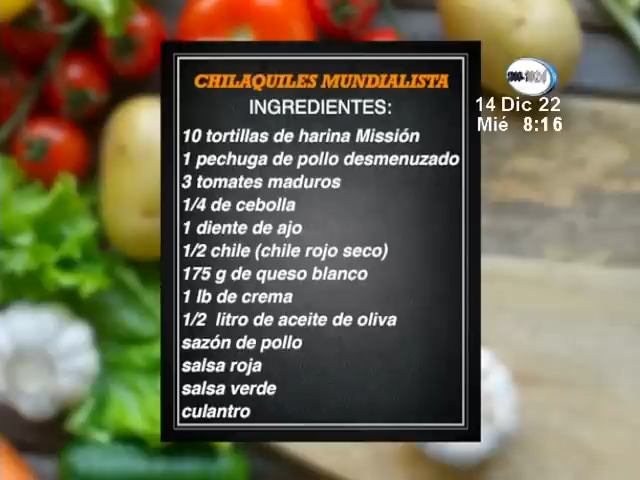 CHILAQUILES MUNDIALISTA
INGREDIENTES:
10 tortillas de harina Missión
1 pechuga de pollo desmenuzado
3 tomates maduros
1/4 de cebolla
1 diente de ajo
1/2 chile (chile rojo seco)
175 g de queso blanco
1 lb de crema
1/2 litro de aceite de oliva
sazón de pollo
salsa roja
salsa verde
culantro
14 Dic 22
Mié 8:16